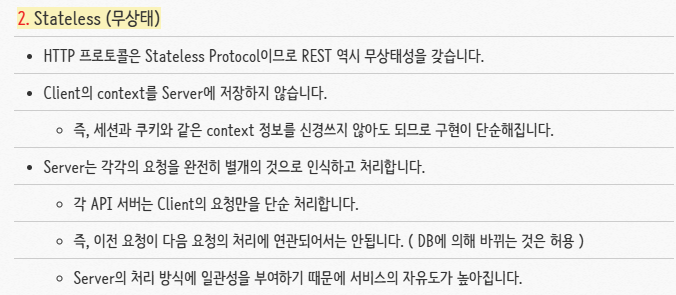 2. Stateless (무상태)
HTTP 프로토콜은 Stateless Protocol이므로 REST 역시 무상태성을 갖습니다.
Client의 context를 Server에 저장하지 않습니다.
즉, 세션과 쿠키와 같은 context 정보를 신경쓰지 않아도 되므로 구현이 단순해집니다.
Server는 각각의 요청을 완전히 별개의 것으로 인식하고 처리합니다.
각 API 서버는 Client의 요청만을 단순 처리합니다.
즉, 이전 요청이 다음 요청의 처리에 연관되어서는 안됩니다. ( DB에 의해 바뀌는 것은 허용 )
Server의 처리 방식에 일관성을 부여하기 때문에 서비스의 자유도가 높아집니다.